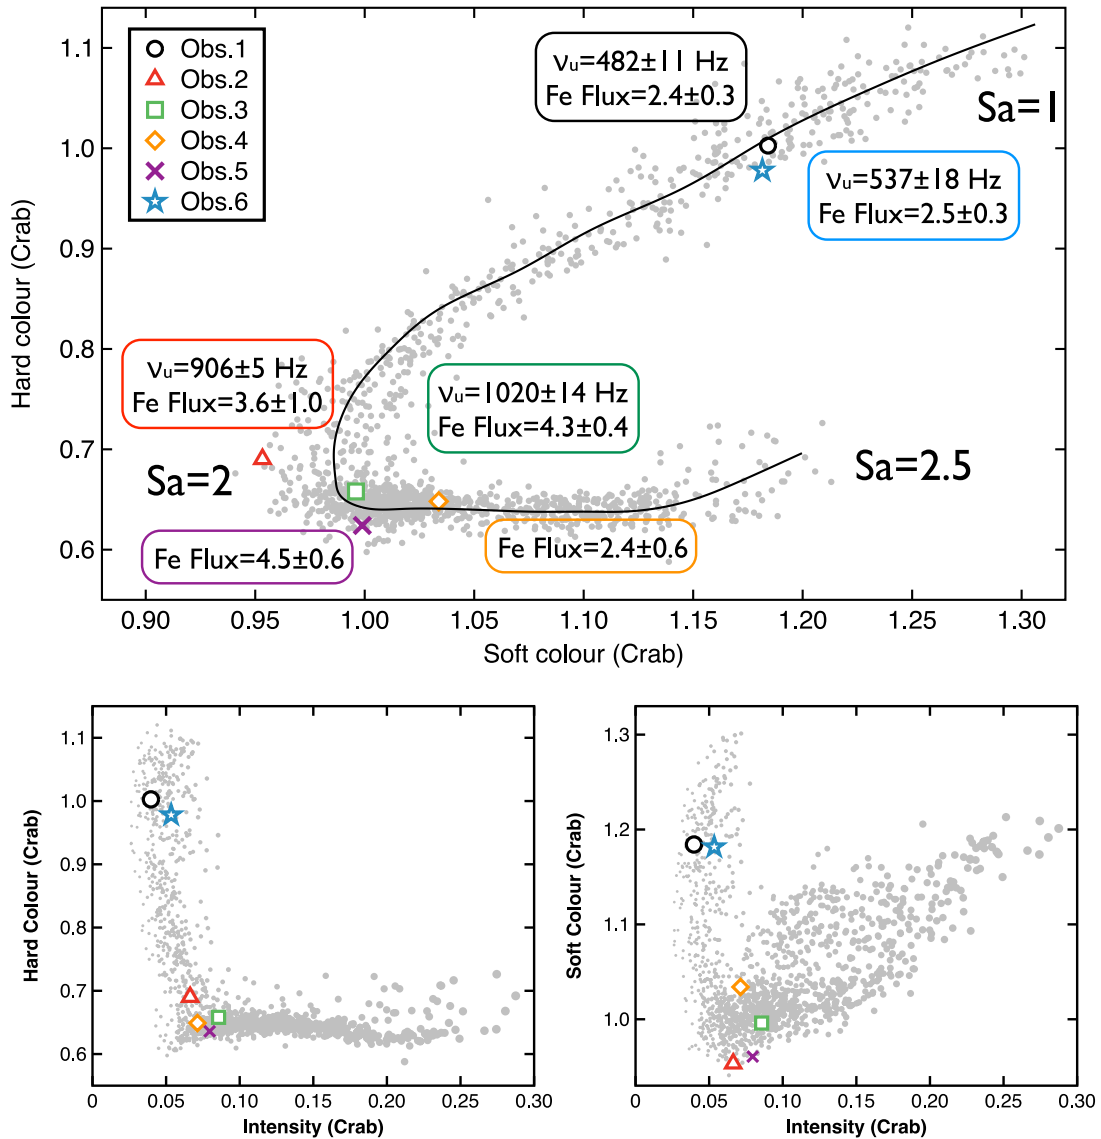 Obs.1
Obs.2
Obs.3
Obs.4
Obs.5
Obs.6
νu=482±11 Hz
Fe Flux=2.4±0.3
Sa=1
νu=537±18 Hz
Fe Flux=2.5±0.3
νu=906±5 Hz
Fe Flux=3.6±1.0
νu=1020±14 Hz
Fe Flux=4.3±0.4
Sa=2
Sa=2.5
Fe Flux=4.5±0.6
Fe Flux=2.4±0.6
Hard colour (Crab)
1.1
1.0
0.9
0.8
0.7
0.6
0.90 0.95 1.00 1.05 1.10 1.15 1.20 1.25 1.30
Soft colour (Crab)
Hard Colour (Crab)
1.1
1.0
0.9
0.8
0.7
0.6
0 0.05 0.10 0.15 0.20 0.25 0.30
Intensity (Crab)
Soft Colour (Crab)
1.3
1.2
1.1
1.0
0 0.05 0.10 0.15 0.20 0.25 0.30
Intensity (Crab)